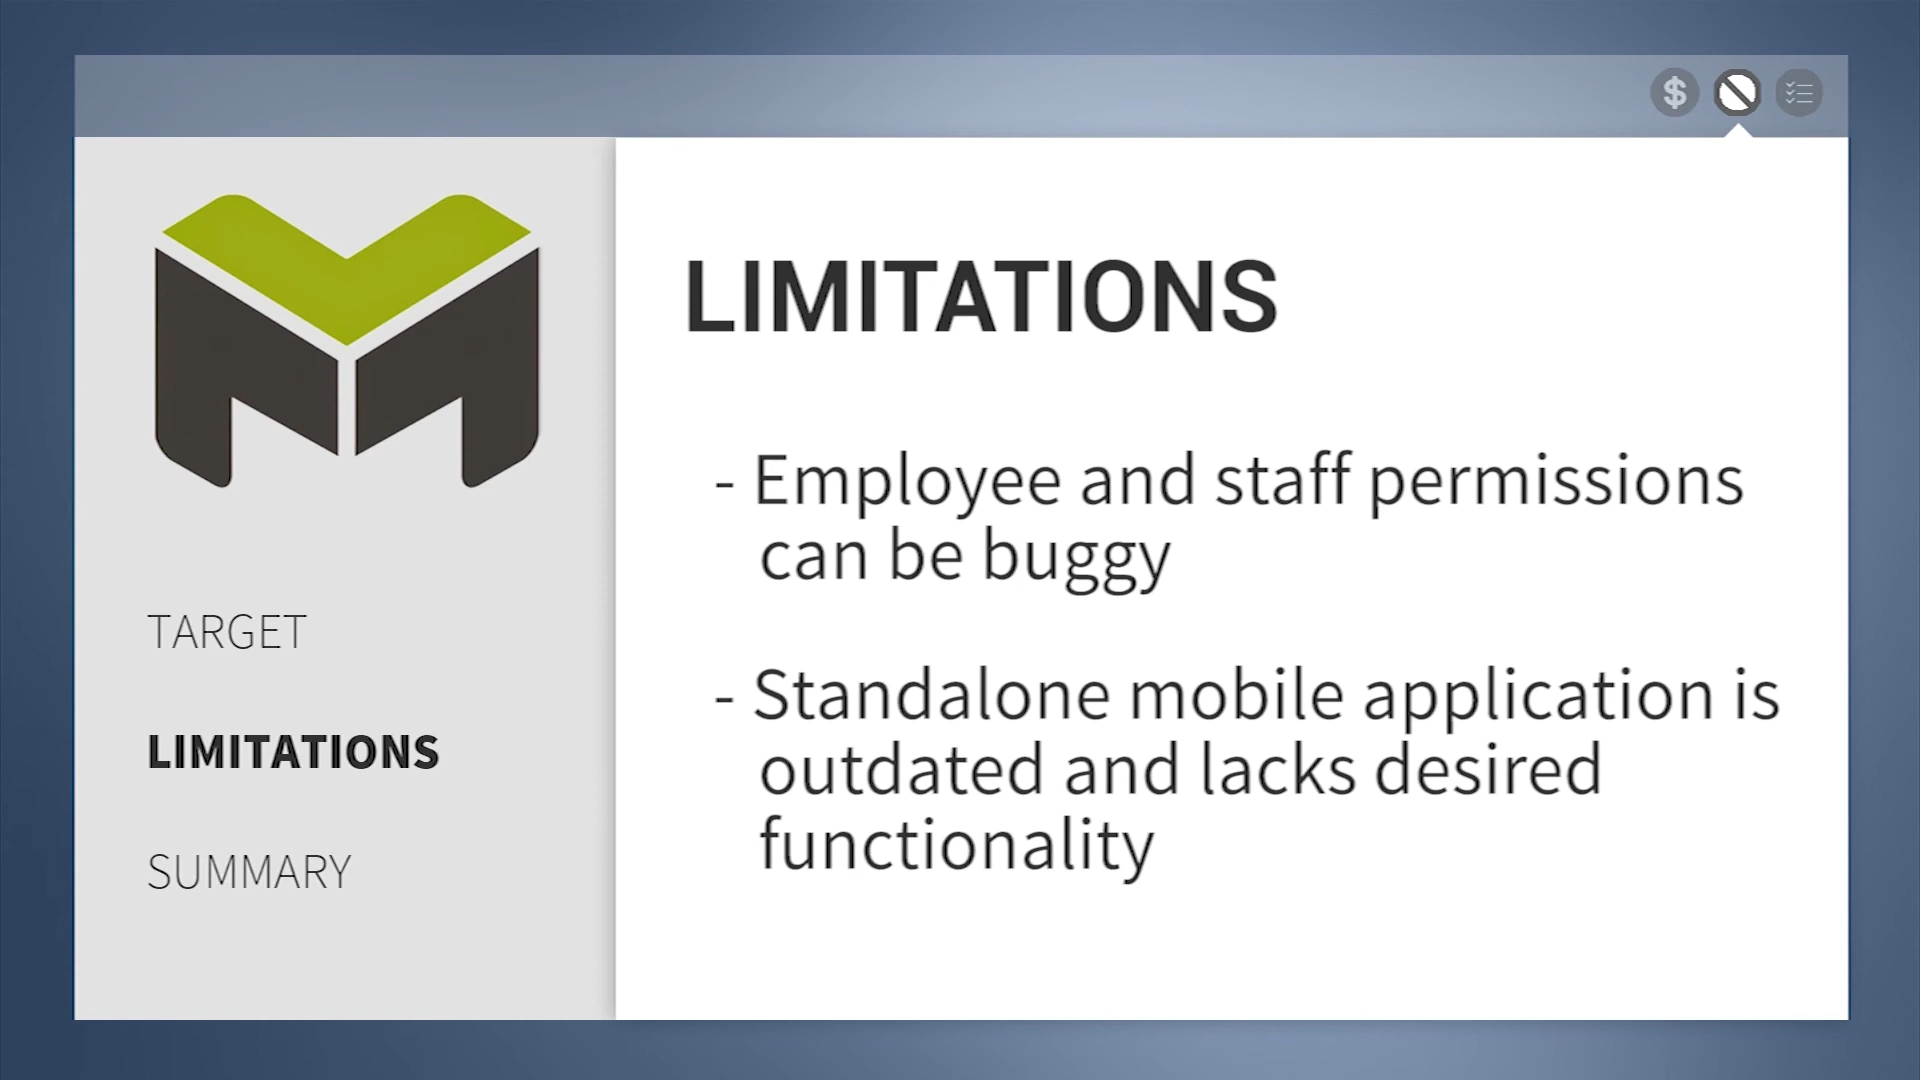 TARGET
LIMITATIONS
SUMMARY
LIMITATIONS
- Employee and staff permissions
can be buggy
- Standalone mobile application is
outdated and lacks desired
functionality
$